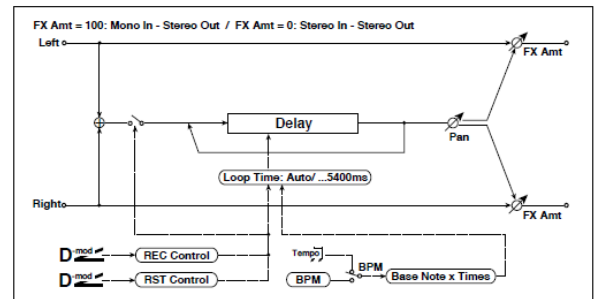 FX Amt = 100: Mono In - Stereo Out / FX Amt = 0: Stereo In - Stereo Out
Left
FX Amt
Delay
Pan
Loop Time: Auto/ ...5400ms
Right
FX Amt
D-mod REC Control
Tempo
BPM
D-mod RST Control
BPM
Base Note x Times